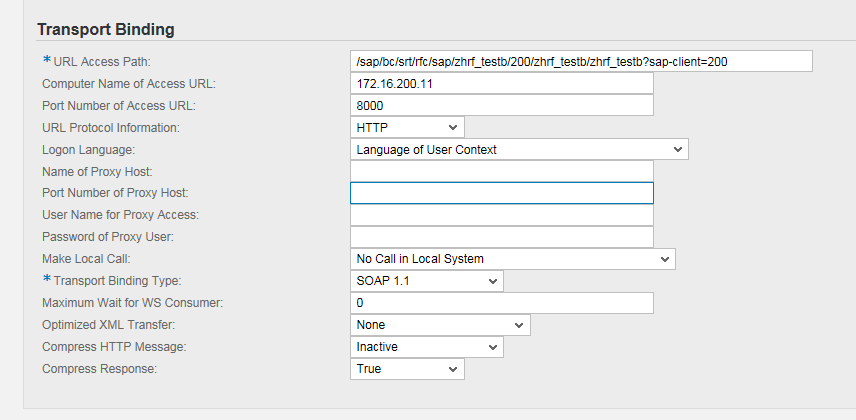 Transport Binding
* URL Access Path: /sap/bc/srt/rfc/sap/zhrf_testb/200/zhrf_testb/zhrf_testb?sap-client=200
Computer Name of Access URL: 172.16.200.11
Port Number of Access URL: 8000
URL Protocol Information: HTTP
Logon Language: Language of User Context
Name of Proxy Host:
Port Number of Proxy Host:
User Name for Proxy Access:
Password of Proxy User:
Make Local Call: No Call in Local System
* Transport Binding Type: SOAP 1.1
Maximum Wait for WS Consumer: 0
Optimized XML Transfer: None
Compress HTTP Message: Inactive
Compress Response: True